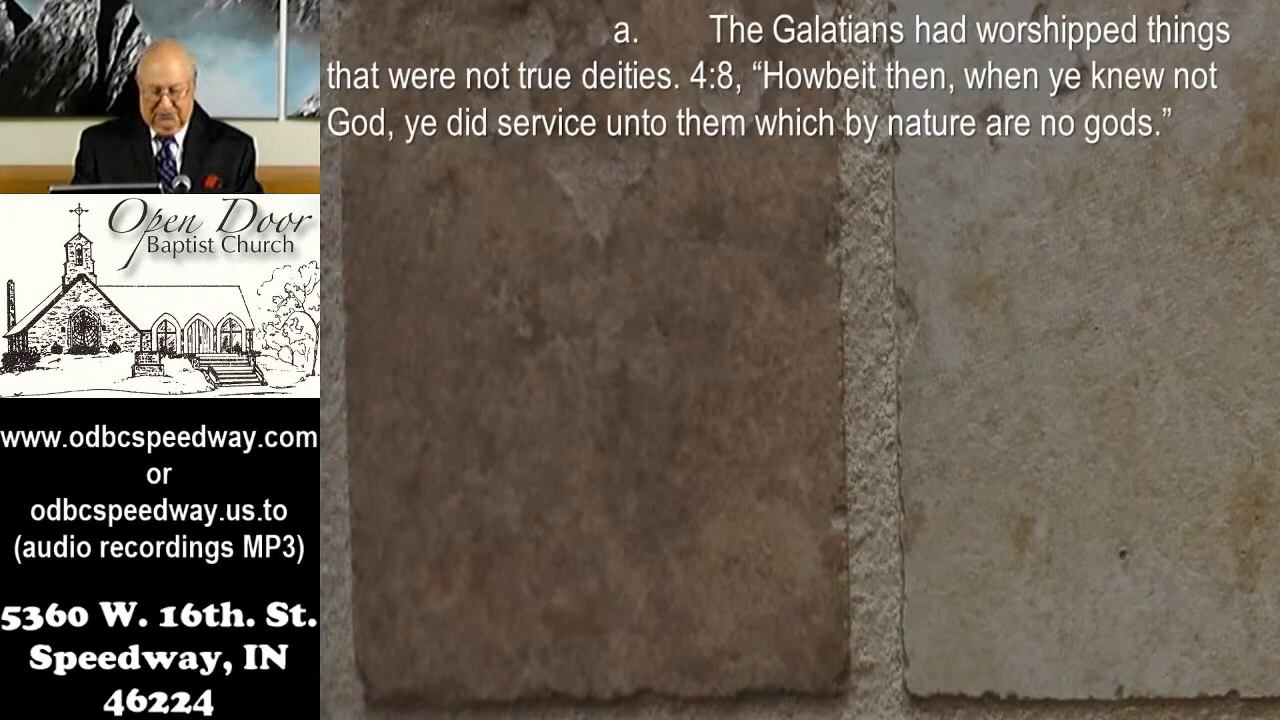 a. The Galatians had worshipped things
that were not true deities. 4:8, “Howbeit then, when ye knew not
God, ye did service unto them which by nature are no gods.”
Open Door
Baptist Church
www.odbcspeedway.com
or
odbcspeedway.us.to
(audio recordings MP3)
5360 W. 16th. St.
Speedway, IN
46224